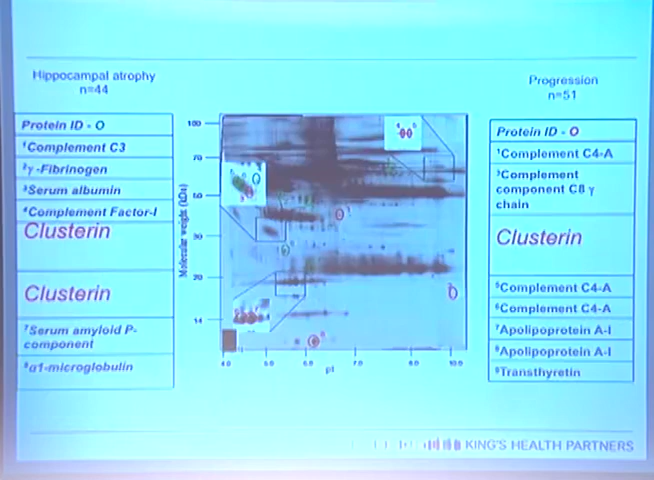 Hippocampal atrophy
n=44
Progression
n=51
Protein ID - O
¹Complement C3
²γ-Fibrinogen
³Serum albumin
⁴Complement Factor-I
Clusterin
Clusterin
⁷Serum amyloid P-
component
⁸α1-microglobulin
Molecular weight (kDa)
100
70
30
20
14
4.0
5.0
6.0
7.0
8.0
10.0
pI
Protein ID - O
¹Complement C4-A
³Complement
component C8 γ
chain
Clusterin
⁵Complement C4-A
⁶Complement C4-A
⁷Apolipoprotein A-I
⁸Apolipoprotein A-I
⁹Transthyretin
KING'S HEALTH PARTNERS